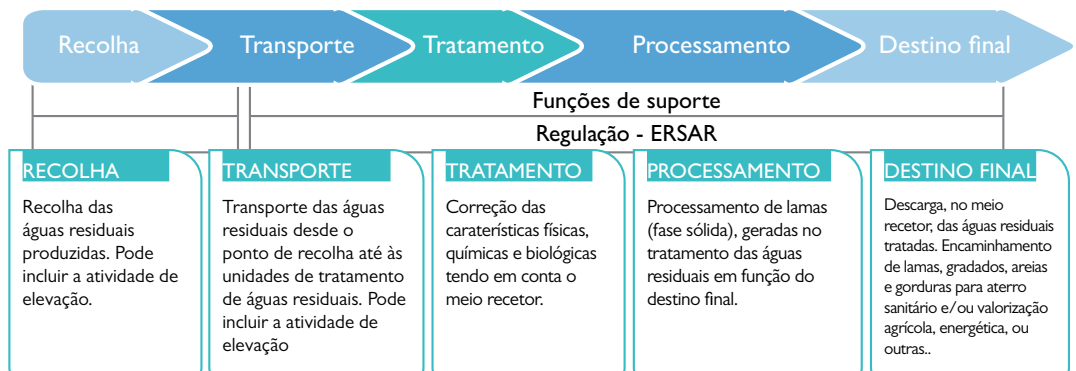 Recolha
Transporte
Tratamento
Processamento
Destino final
Funções de suporte
Regulação - ERSAR
RECOLHA
Recolha das
águas residuais
produzidas. Pode
incluir a atividade de
elevação.
TRANSPORTE
Transporte das águas
residuais desde o
ponto de recolha até às
unidades de tratamento
de águas residuais. Pode
incluir a atividade de
elevação
TRATAMENTO
Correção das
caraterísticas físicas,
químicas e biológicas
tendo em conta o
meio recetor.
PROCESSAMENTO
Processamento de lamas
(fase sólida), geradas no
tratamento das águas
residuais em função do
destino final.
DESTINO FINAL
Descarga, no meio
recetor, das águas residuais
tratadas. Encaminhamento
de lamas, gradados, areias
e gorduras para aterro
sanitário e/ou valorização
agrícola, energética, ou
outras..